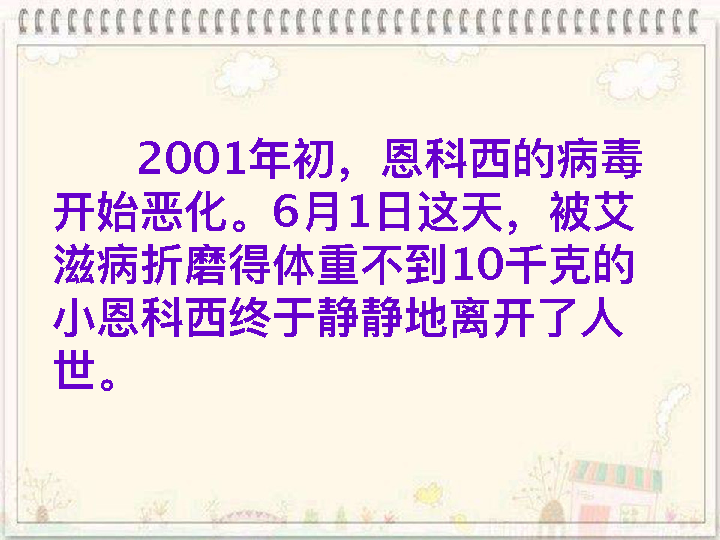 2001年初，恩科西的病毒
开始恶化。6月1日这天，被艾
滋病折磨得体重不到10千克的
小恩科西终于静静地离开了人
世。